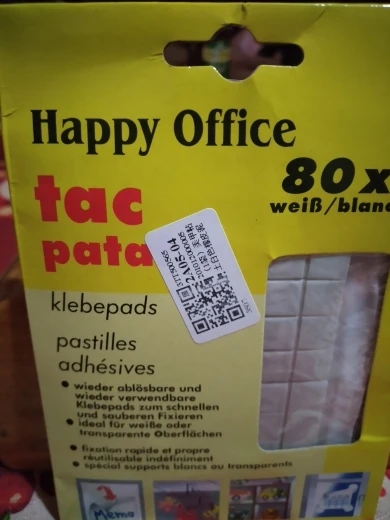 Happy Office
80x
weiß/blanc
tac
pata
2A05-04
klebepads
pastilles
adhésives
• wieder ablösbare und
wieder verwendbare
Klebepads zum schnellen
und sauberen Fixieren
• ideal für weiße oder
transparente Oberflächen
• fixation rapide et propre
réutilisable indéfiniment
• spécial supports blancs ou transparents
Memo